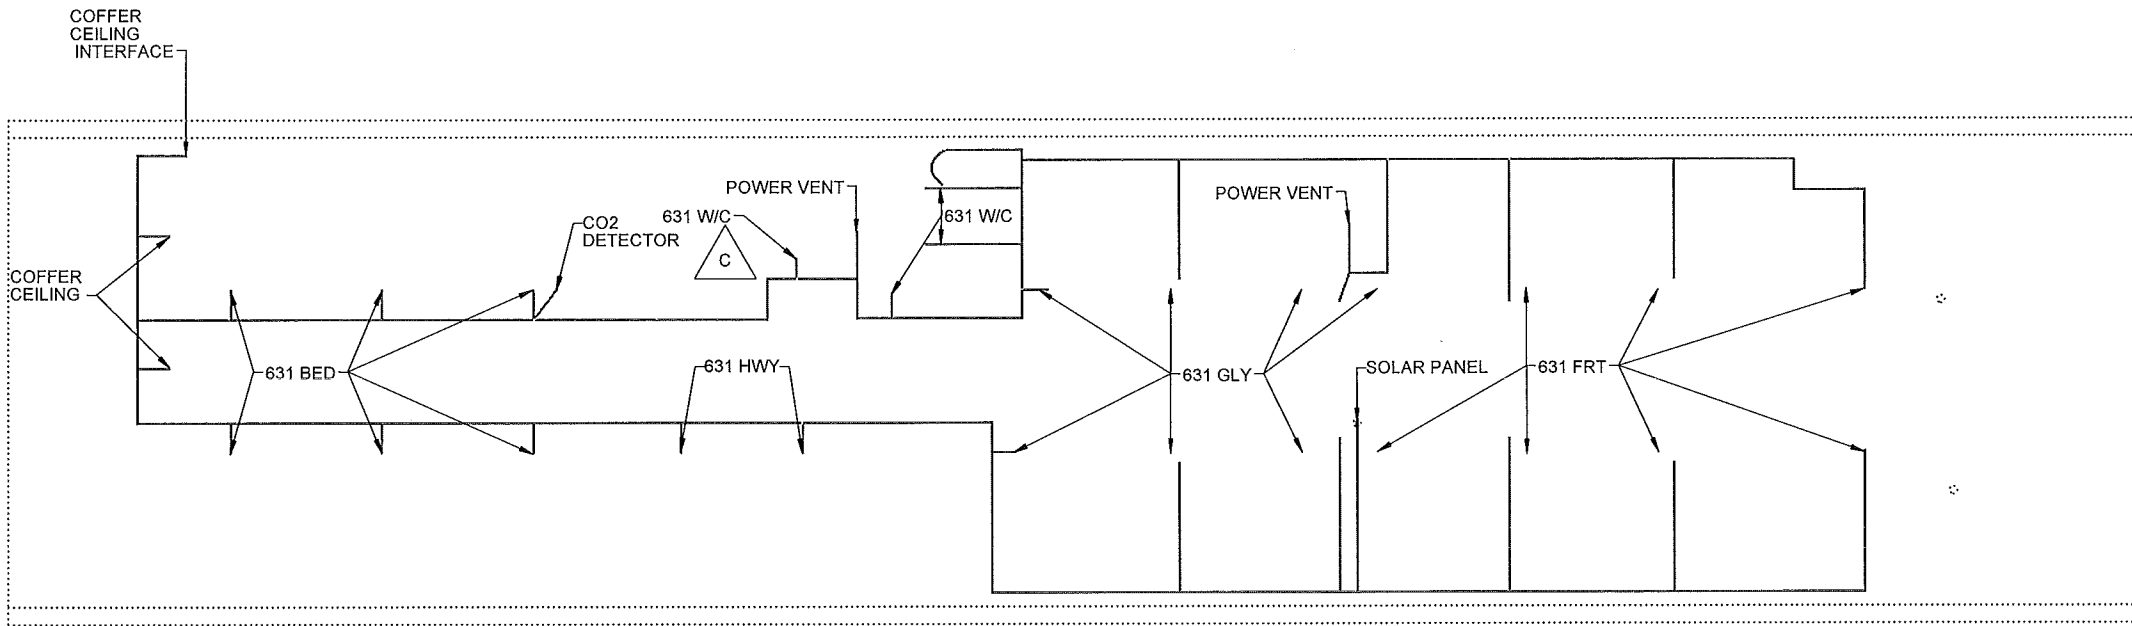 COFFER
CEILING
INTERFACE
POWER VENT
631 W/C
C
CO2
DETECTOR
631 W/C
POWER VENT
COFFER
CEILING
631 BED
631 HWY
631 GLY
SOLAR PANEL
631 FRT